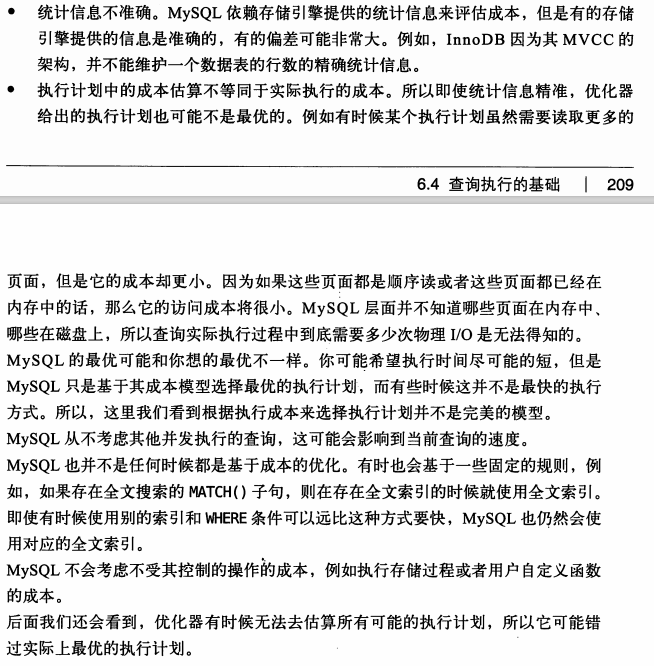 • 统计信息不准确。MySQL 依赖存储引擎提供的统计信息来评估成本，但是有的存储
引擎提供的信息是准确的，有的偏差可能非常大。例如，InnoDB 因为其 MVCC 的
架构，并不能维护一个数据表的行数的精确统计信息。
• 执行计划中的成本估算不等同于实际执行的成本。所以即使统计信息精准，优化器
给出的执行计划也可能不是最优的。例如有时候某个执行计划虽然需要读取更多的
6.4 查询执行的基础 | 209
页面，但是它的成本却更小。因为如果这些页面都是顺序读或者这些页面都已经在
内存中的话，那么它的访问成本将很小。MySQL 层面并不知道哪些页面在内存中、
哪些在磁盘上，所以查询实际执行过程中到底需要多少次物理 I/O 是无法得知的。
MySQL 的最优可能和你想的最优不一样。你可能希望执行时间尽可能的短，但是
MySQL 只是基于其成本模型选择最优的执行计划，而有些时候这并不是最快的执行
方式。所以，这里我们看到根据执行成本来选择执行计划并不是完美的模型。
MySQL 从不考虑其他并发执行的查询，这可能会影响到当前查询的速度。
MySQL 也并不是任何时候都是基于成本的优化。有时也会基于一些固定的规则，例
如，如果存在全文搜索的 MATCH() 子句，则在存在全文索引的时候就使用全文索引。
即使有时候使用别的索引和 WHERE 条件可以远比这种方式要快，MySQL 也仍然会使
用对应的全文索引。
MySQL 不会考虑不受其控制的操作的成本，例如执行存储过程或者用户自定义函数
的成本。
后面我们还会看到，优化器有时候无法去估算所有可能的执行计划，所以它可能错
过实际上最优的执行计划。